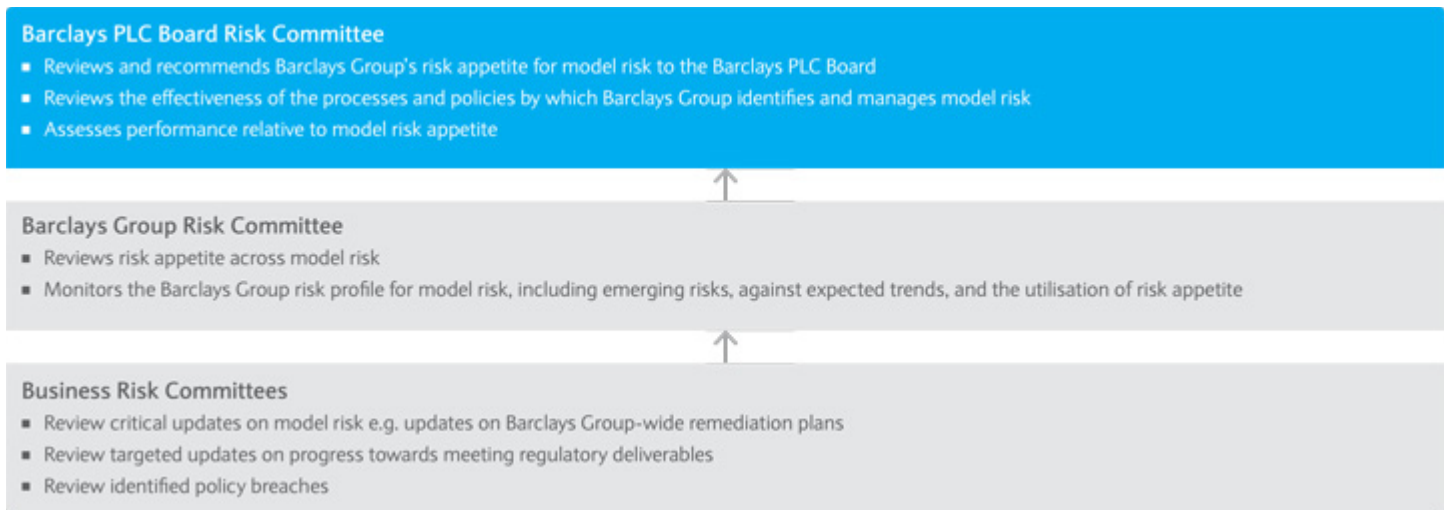 Barclays PLC Board Risk Committee
▪ Reviews and recommends Barclays Group's risk appetite for model risk to the Barclays PLC Board
▪ Reviews the effectiveness of the processes and policies by which Barclays Group identifies and manages model risk
▪ Assesses performance relative to model risk appetite
Barclays Group Risk Committee
▪ Reviews risk appetite across model risk
▪ Monitors the Barclays Group risk profile for model risk, including emerging risks, against expected trends, and the utilisation of risk appetite
Business Risk Committees
▪ Review critical updates on model risk e.g. updates on Barclays Group-wide remediation plans
▪ Review targeted updates on progress towards meeting regulatory deliverables
▪ Review identified policy breaches